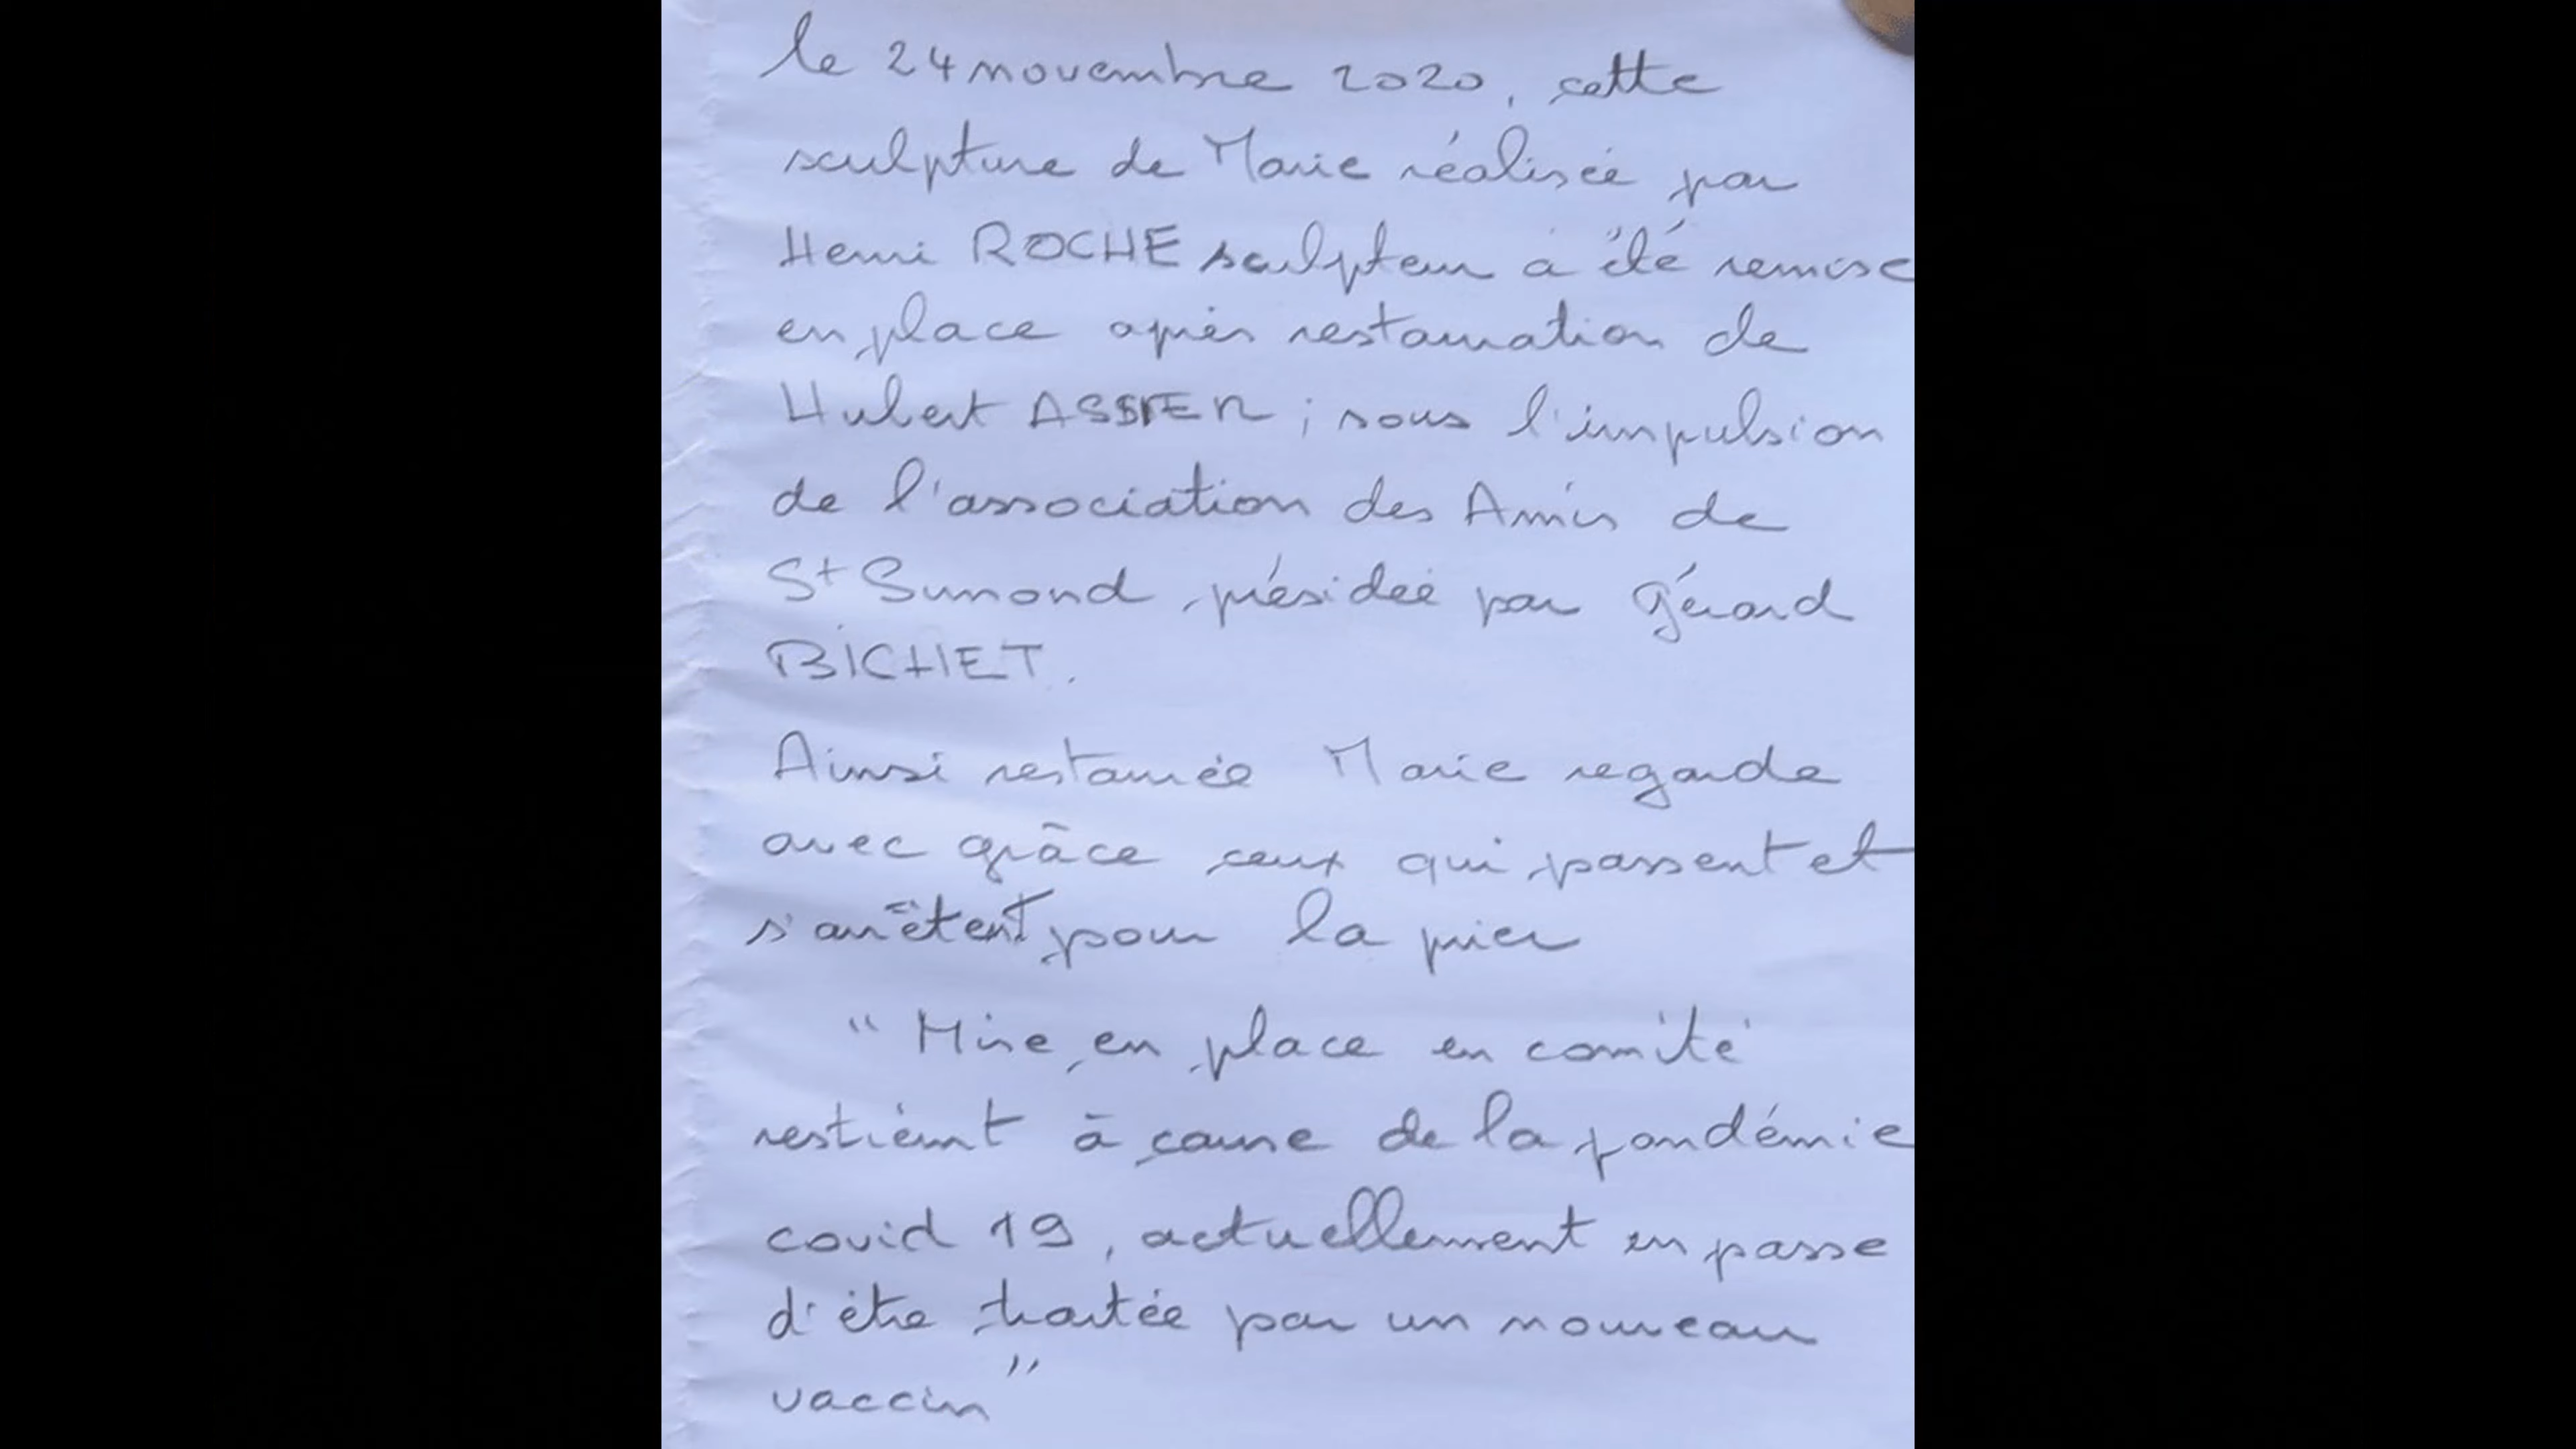 le 24 novembre 2020, cette
sculpture de Marie réalisée par
Henri ROCHE sculpteur a été remise
en place après restauration de
Hubert ASSIER ; sous l'impulsion
de l'association des Amis de
St Sumond, présidée par Gérard
BICHET.
Ainsi restaurée Marie regarde
avec grâce ceux qui passent et
s'arrêtent pour la prier
" Mise en place en comité
restreint à cause de la pandémie
covid 19, actuellement en passe
d'être traitée par un nouveau
vaccin "